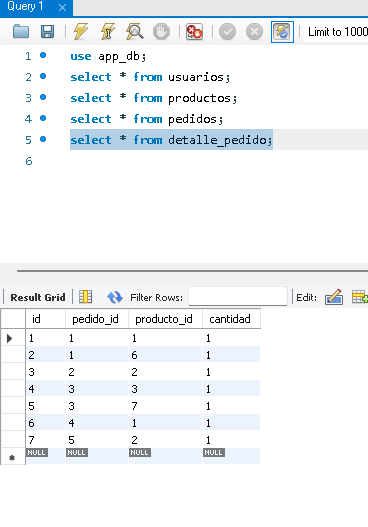 Query 1
Limit to 1000
1 use app_db;
2 select * from usuarios;
3 select * from productos;
4 select * from pedidos;
5 select * from detalle_pedido;
6
Result Grid Filter Rows: Edit:
id pedido_id producto_id cantidad
1 1 1 1
2 1 6 1
3 2 2 1
4 3 3 1
5 3 7 1
6 4 1 1
7 5 2 1
NULL NULL NULL NULL